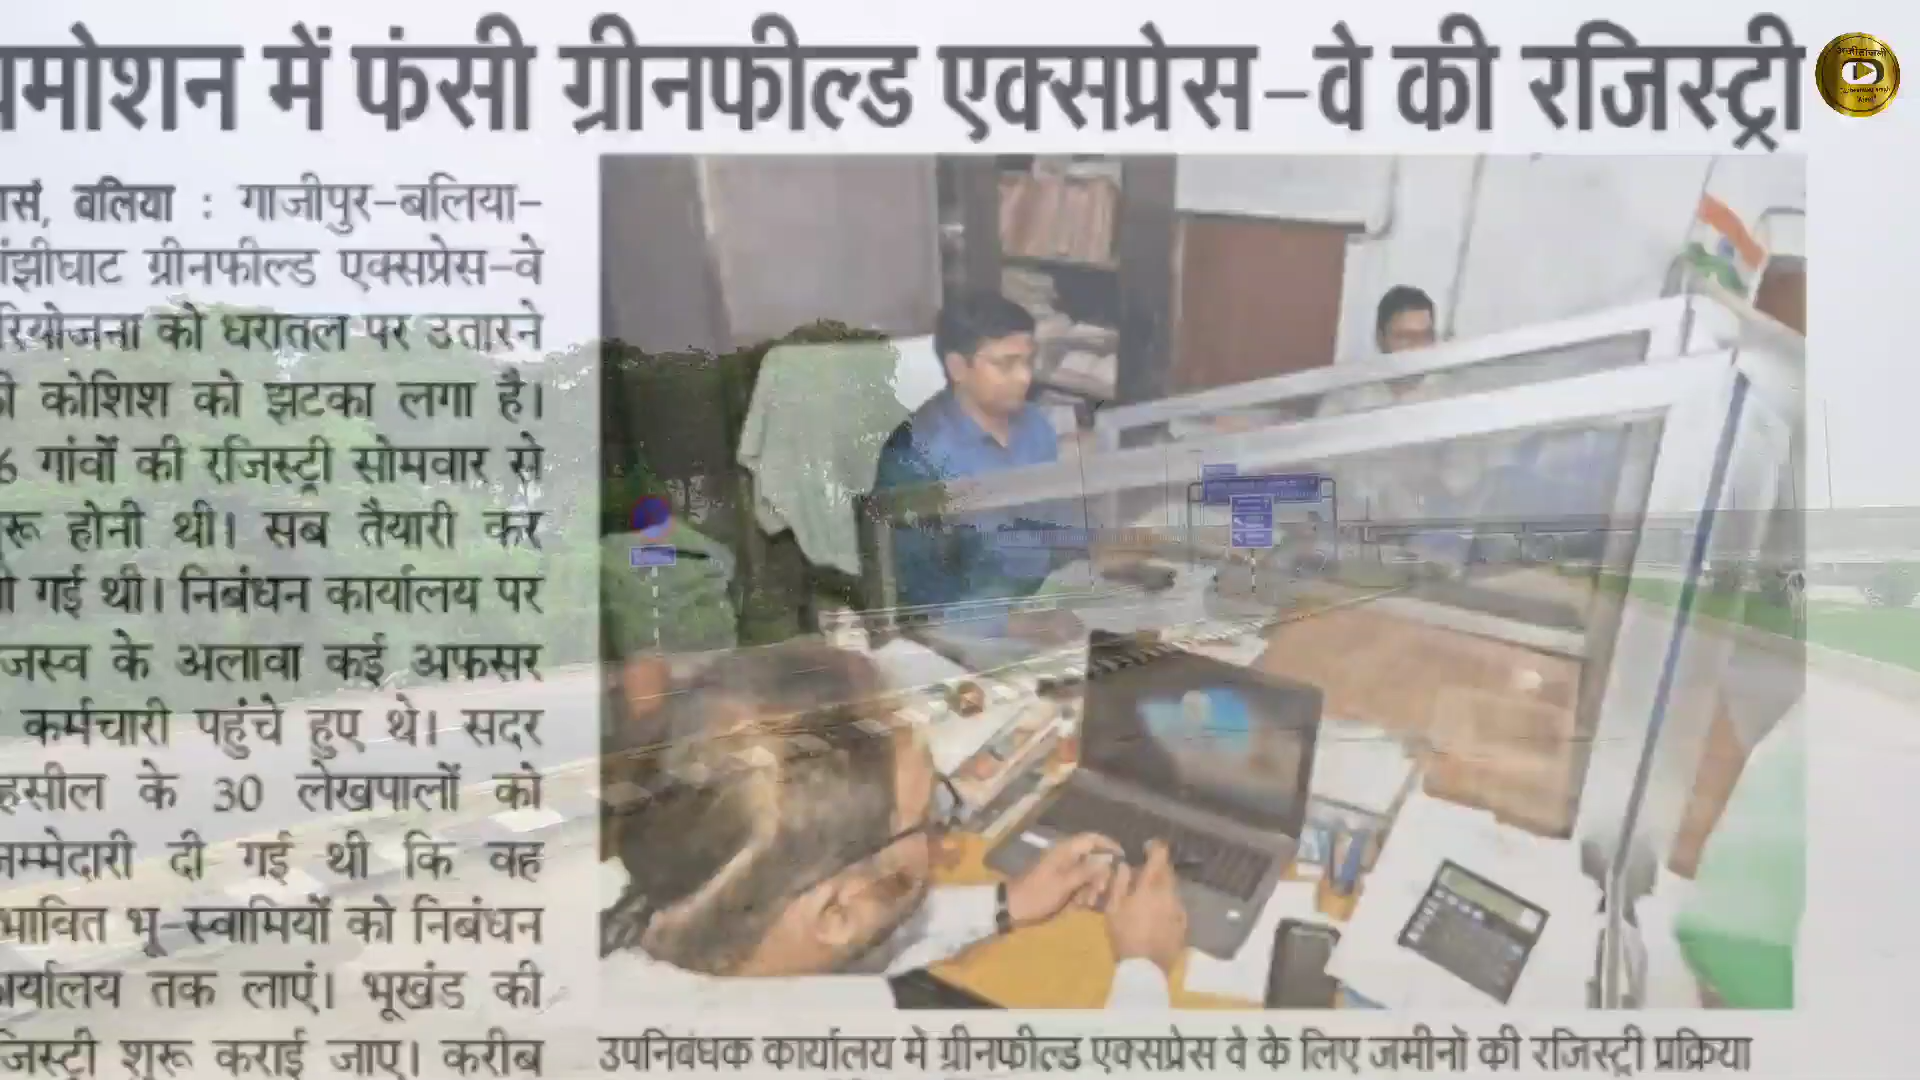 में फंसी ग्रीनफील्ड एक्सप्रेस-वे की रजिस्ट्री
बलिया : गाजीपुर-बलिया-
ग्रीनफील्ड एक्सप्रेस-वे
को धरातल पर उतारने
कोशिश को झटका लगा है।
6 गांवों की रजिस्ट्री सोमवार से
होनी थी। सब तैयारी कर
गई थी। निबंधन कार्यालय पर
के अलावा कई अफसर
कर्मचारी पहुंचे हुए थे। सदर
के 30 लेखपालों को
दी गई थी कि वह
भू-स्वामियों को निबंधन
तक लाएं। भूखंड की
शुरू कराई जाए। करीब
उपनिबंधक कार्यालय में ग्रीनफील्ड एक्सप्रेस वे के लिए जमीनों की रजिस्ट्री प्रक्रिया